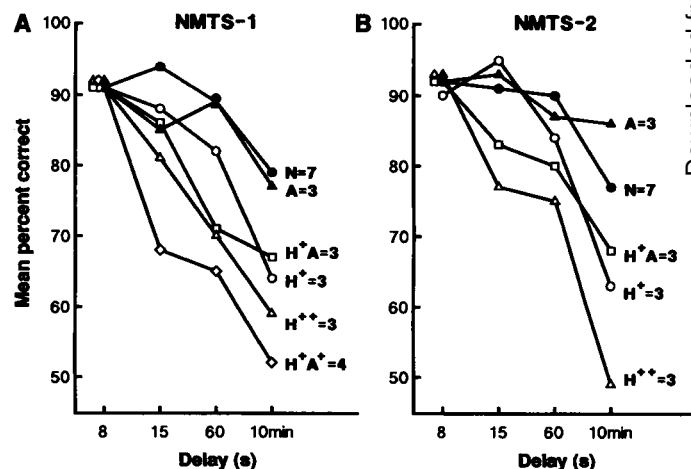 A NMTS-1
Mean percent correct
100
90
80
70
60
50
N=7
A=3
H⁺A=3
H⁺=3
H⁺⁺=3
H⁺A⁺=4
8 15 60 10min
Delay (s)
B NMTS-2
100
90
80
70
60
50
A=3
N=7
H⁺A=3
H⁺=3
H⁺⁺=3
8 15 60 10min
Delay (s)